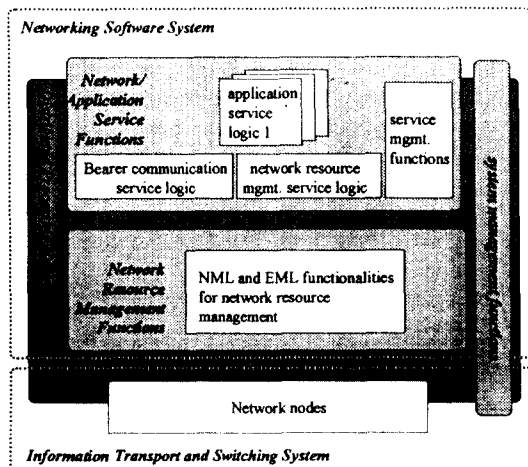 Networking Software System
Network/
Application
Service
Functions
application
service
logic 1
service
mgmt.
functions
Bearer communication
service logic
network resource
mgmt. service logic
Network
Resource
Management
Functions
NML and EML functionalities
for network resource
management
Network nodes
Information Transport and Switching System